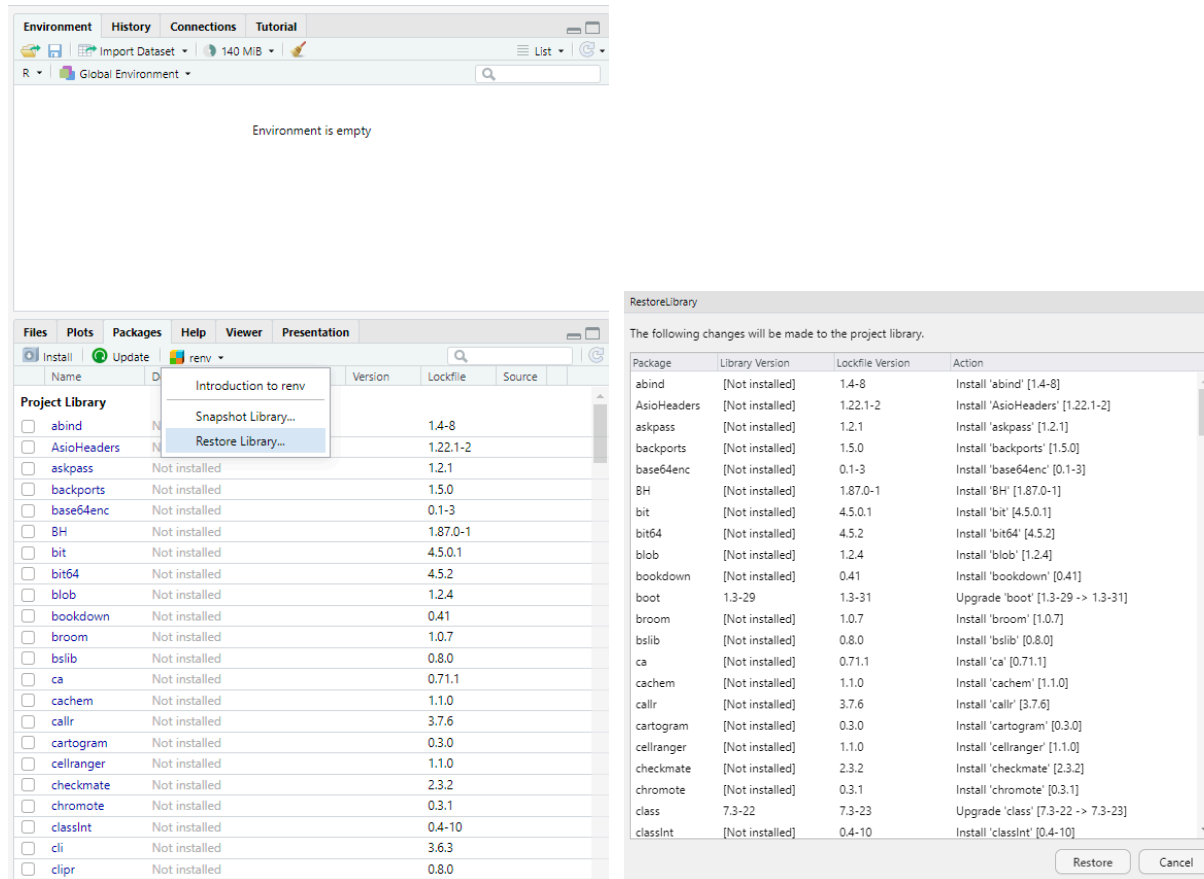 Environment History Connections Tutorial
Import Dataset 140 MiB List
R Global Environment
Environment is empty
Files Plots Packages Help Viewer Presentation
Install Update renv
Name D Version Lockfile Source
Introduction to renv
Snapshot Library...
Restore Library...
Project Library
abind N 1.4-8
AsioHeaders N 1.22.1-2
askpass Not installed 1.2.1
backports Not installed 1.5.0
base64enc Not installed 0.1-3
BH Not installed 1.87.0-1
bit Not installed 4.5.0.1
bit64 Not installed 4.5.2
blob Not installed 1.2.4
bookdown Not installed 0.41
broom Not installed 1.0.7
bslib Not installed 0.8.0
ca Not installed 0.71.1
cachem Not installed 1.1.0
callr Not installed 3.7.6
cartogram Not installed 0.3.0
cellranger Not installed 1.1.0
checkmate Not installed 2.3.2
chromote Not installed 0.3.1
classInt Not installed 0.4-10
cli Not installed 3.6.3
clipr Not installed 0.8.0
RestoreLibrary
The following changes will be made to the project library.
Package Library Version Lockfile Version Action
abind [Not installed] 1.4-8 Install 'abind' [1.4-8]
AsioHeaders [Not installed] 1.22.1-2 Install 'AsioHeaders' [1.22.1-2]
askpass [Not installed] 1.2.1 Install 'askpass' [1.2.1]
backports [Not installed] 1.5.0 Install 'backports' [1.5.0]
base64enc [Not installed] 0.1-3 Install 'base64enc' [0.1-3]
BH [Not installed] 1.87.0-1 Install 'BH' [1.87.0-1]
bit [Not installed] 4.5.0.1 Install 'bit' [4.5.0.1]
bit64 [Not installed] 4.5.2 Install 'bit64' [4.5.2]
blob [Not installed] 1.2.4 Install 'blob' [1.2.4]
bookdown [Not installed] 0.41 Install 'bookdown' [0.41]
boot 1.3-29 1.3-31 Upgrade 'boot' [1.3-29 -> 1.3-31]
broom [Not installed] 1.0.7 Install 'broom' [1.0.7]
bslib [Not installed] 0.8.0 Install 'bslib' [0.8.0]
ca [Not installed] 0.71.1 Install 'ca' [0.71.1]
cachem [Not installed] 1.1.0 Install 'cachem' [1.1.0]
callr [Not installed] 3.7.6 Install 'callr' [3.7.6]
cartogram [Not installed] 0.3.0 Install 'cartogram' [0.3.0]
cellranger [Not installed] 1.1.0 Install 'cellranger' [1.1.0]
checkmate [Not installed] 2.3.2 Install 'checkmate' [2.3.2]
chromote [Not installed] 0.3.1 Install 'chromote' [0.3.1]
class 7.3-22 7.3-23 Upgrade 'class' [7.3-22 -> 7.3-23]
classInt [Not installed] 0.4-10 Install 'classInt' [0.4-10]
Restore Cancel